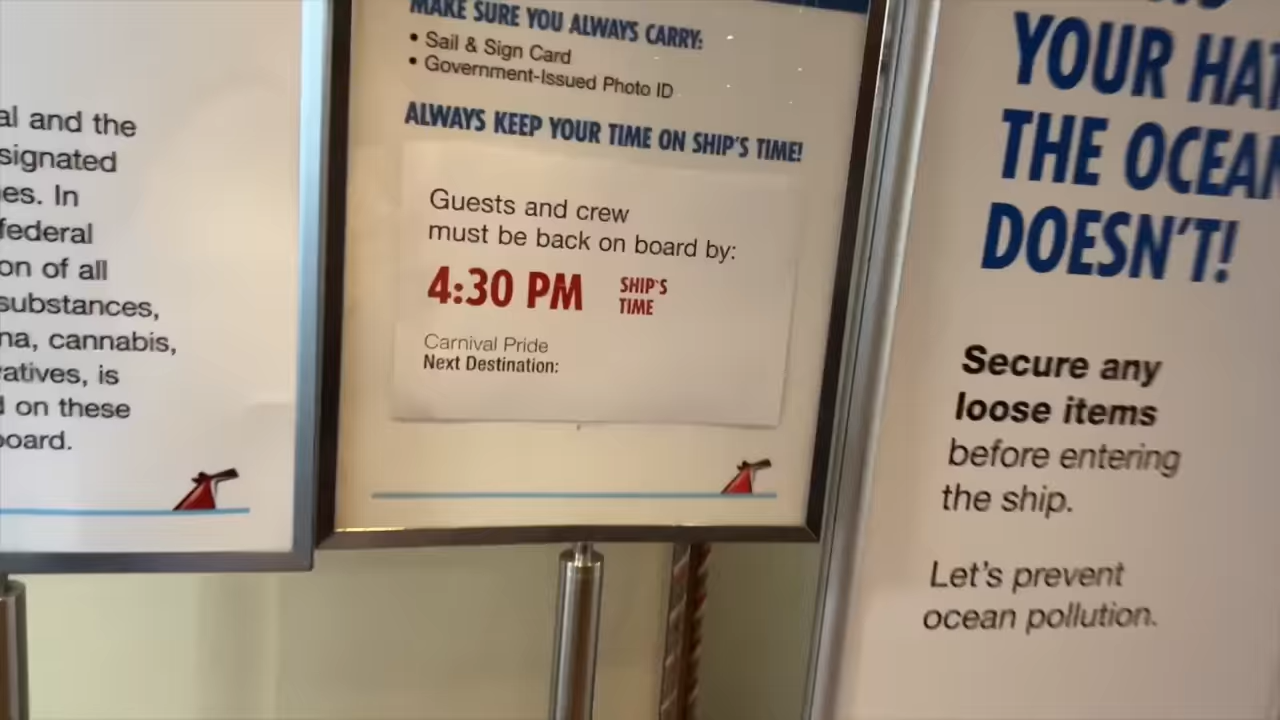 al and the
signated
es. In
federal
on of all
substances,
na, cannabis,
atives, is
on these
oard.
MAKE SURE YOU ALWAYS CARRY:
• Sail & Sign Card
• Government-Issued Photo ID
ALWAYS KEEP YOUR TIME ON SHIP'S TIME!
Guests and crew
must be back on board by:
4:30 PM SHIP'S
TIME
Carnival Pride
Next Destination:
YOUR HAT
THE OCEAN
DOESN'T!
Secure any
loose items
before entering
the ship.
Let's prevent
ocean pollution.